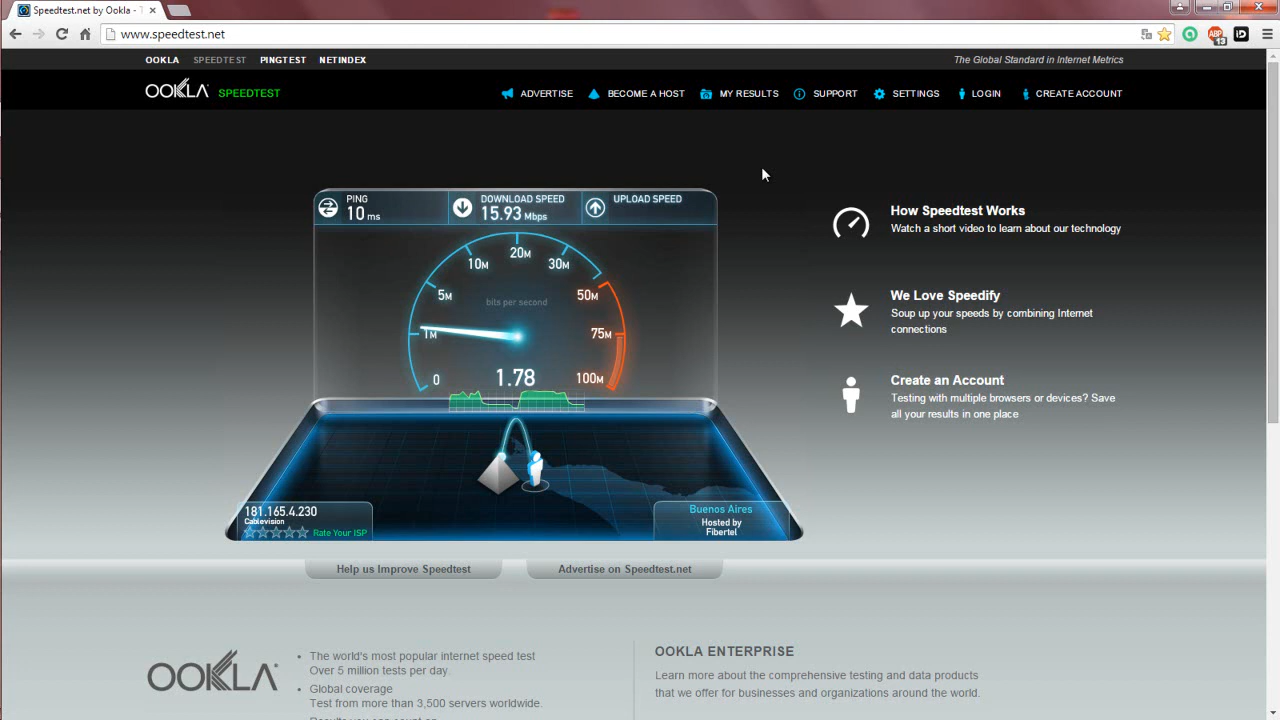 Speedtest.net by Ookla - T
www.speedtest.net
ABP
13
OOKLA SPEEDTEST PINGTEST NETINDEX
The Global Standard in Internet Metrics
OOKLA SPEEDTEST
ADVERTISE BECOME A HOST MY RESULTS SUPPORT SETTINGS LOGIN CREATE ACCOUNT
PING
10 ms
DOWNLOAD SPEED
15.93 Mbps
UPLOAD SPEED
20M
10M
30M
5M
50M
bits per second
1M
75M
0
1.78
100M
How Speedtest Works
Watch a short video to learn about our technology
We Love Speedify
Soup up your speeds by combining Internet
connections
Create an Account
Testing with multiple browsers or devices? Save
all your results in one place
181.165.4.230
Cablevision
Rate Your ISP
Buenos Aires
Hosted by
Fibertel
Help us Improve Speedtest
Advertise on Speedtest.net
OOKLA
The world's most popular internet speed test
Over 5 million tests per day.
Global coverage
Test from more than 3,500 servers worldwide.
OOKLA ENTERPRISE
Learn more about the comprehensive testing and data products
that we offer for businesses and organizations around the world.